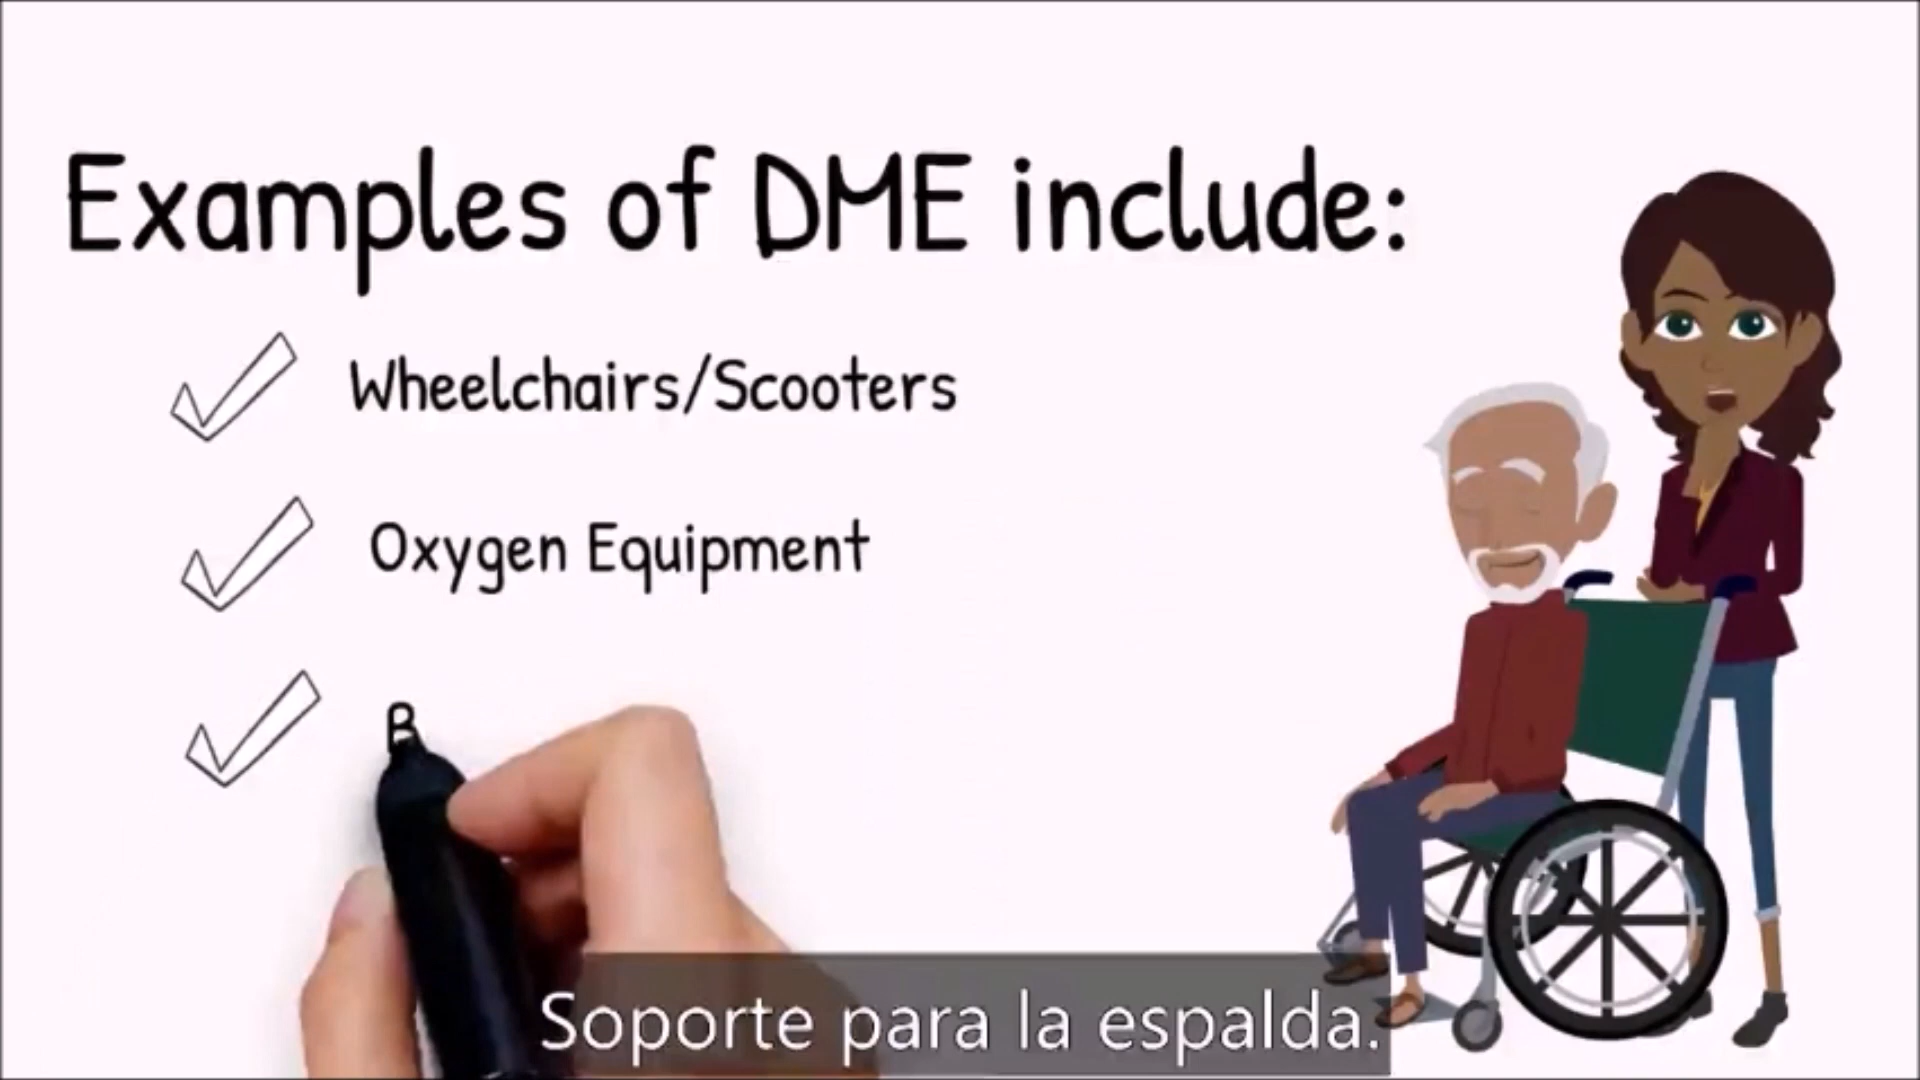 Examples of DME include:
Wheelchairs/Scooters
Oxygen Equipment
B
Soporte para la espalda.